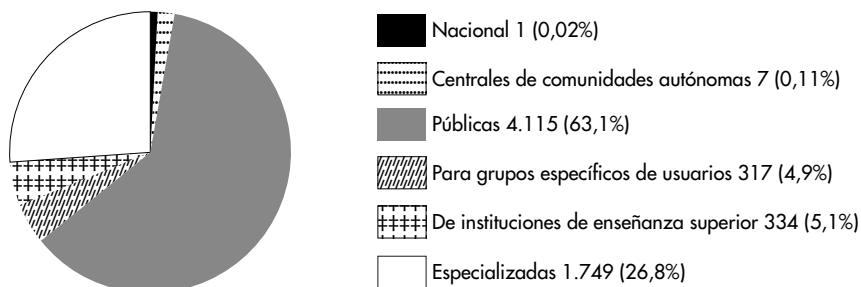 Nacional 1 (0,02%)
Centrales de comunidades autónomas 7 (0,11%)
Públicas 4.115 (63,1%)
Para grupos específicos de usuarios 317 (4,9%)
De instituciones de enseñanza superior 334 (5,1%)
Especializadas 1.749 (26,8%)